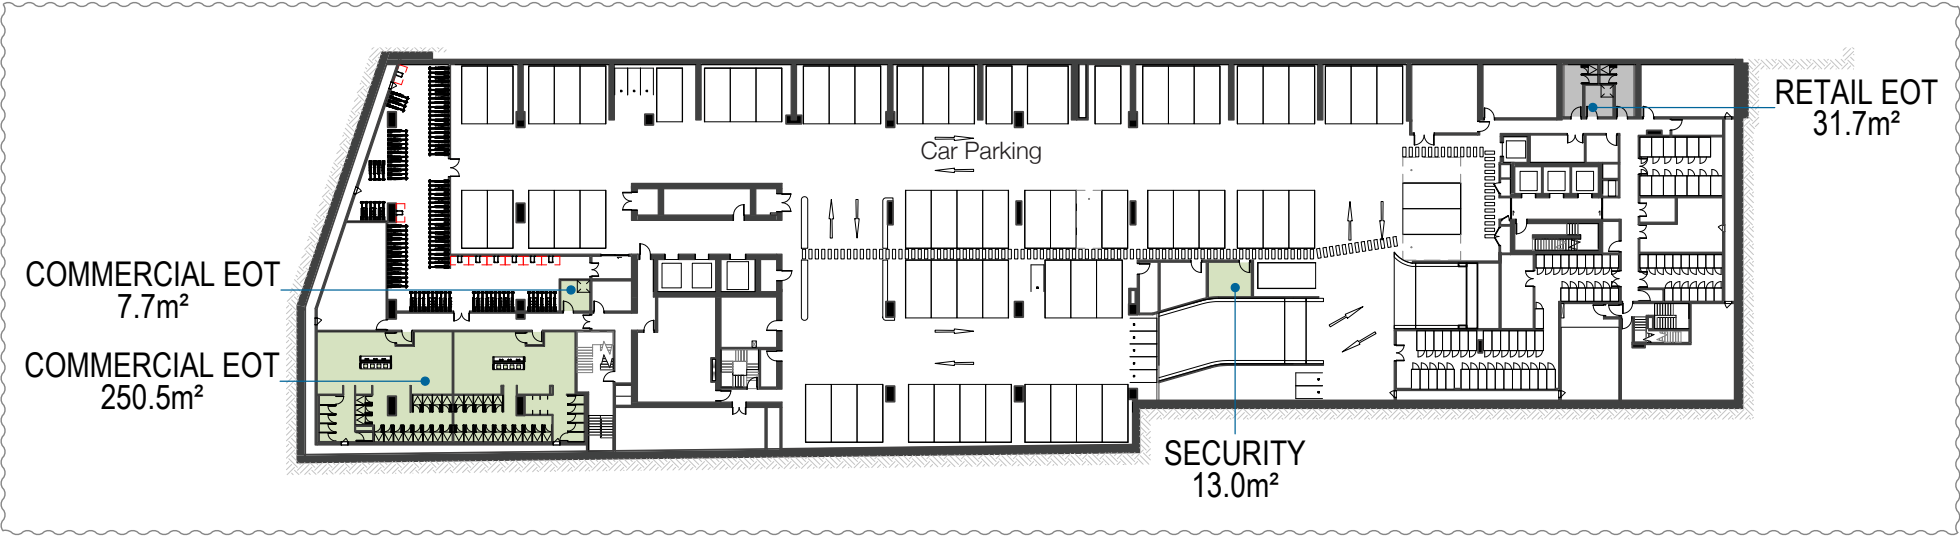 RETAIL EOT
31.7m²
Car Parking
COMMERCIAL EOT
7.7m²
COMMERCIAL EOT
250.5m²
SECURITY
13.0m²